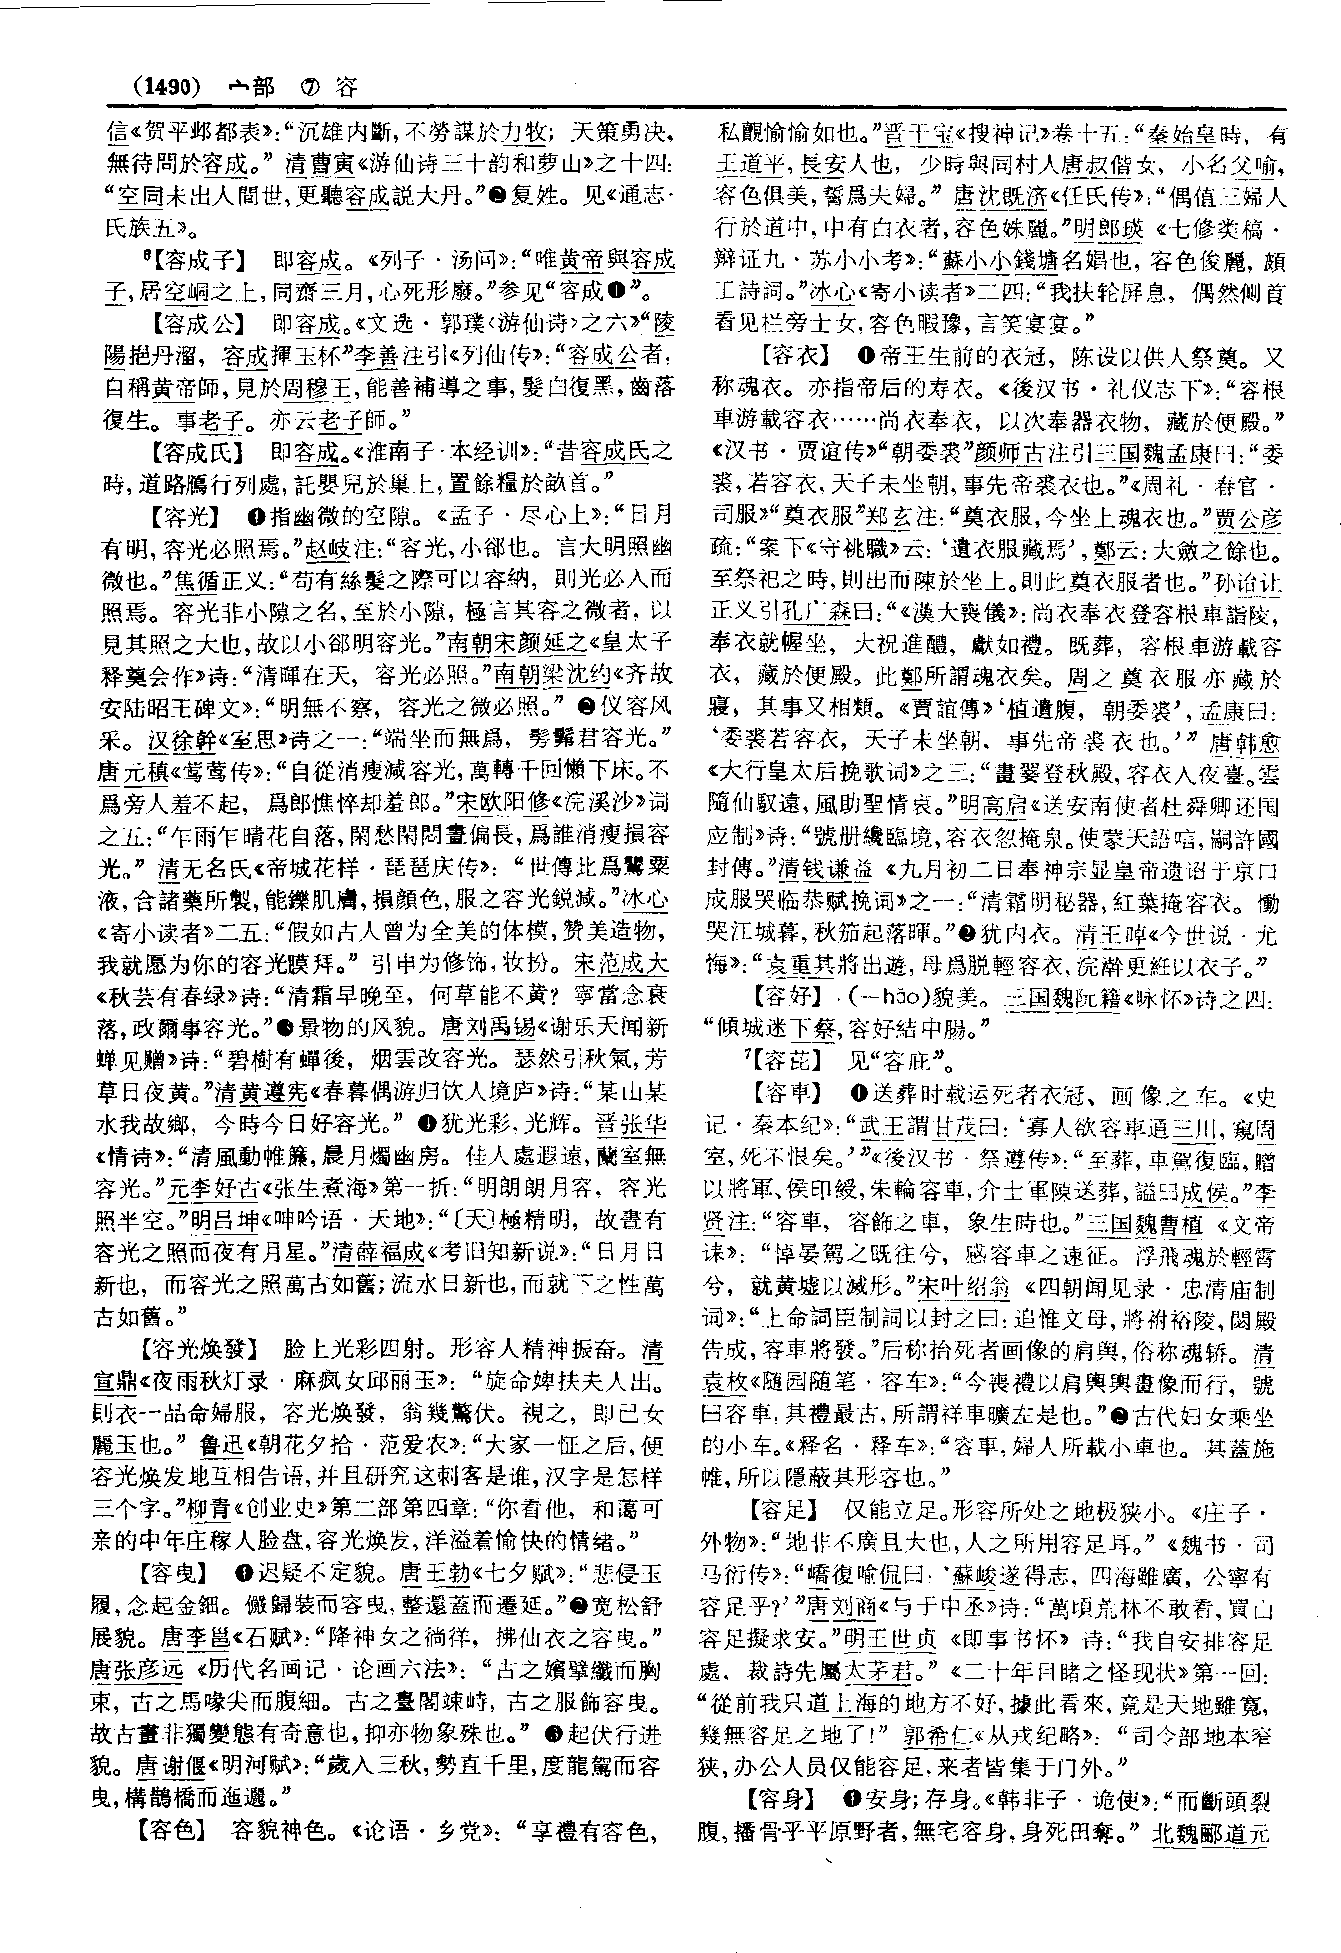 (1490) 宀部 ⑦ 容
信《贺平邺都表》：“沉雄内斷，不勞謀於力牧；天策勇决，
無待問於容成。”清曹寅《游仙诗三十韵和萝山》之十四：
“空同未出人間世，更聽容成説大丹。”❷复姓。见《通志·
氏族五》。
⁶【容成子】 即容成。《列子·汤问》：“唯黄帝與容成
子，居空峒之上，同齋三月，心死形廢。”参见“容成❶”。
【容成公】 即容成。《文选·郭璞〈游仙诗〉之六》“陵
陽挹丹溜，容成揮玉杯”李善注引《列仙传》：“容成公者，
自稱黄帝師，見於周穆王，能善補導之事，髮白復黑，齒落
復生。事老子。亦云老子師。”
【容成氏】 即容成。《淮南子·本经训》：“昔容成氏之
時，道路鴈行列處，託嬰兒於巢上，置餘糧於畝首。”
【容光】 ❶指幽微的空隙。《孟子·尽心上》：“日月
有明，容光必照焉。”赵岐注：“容光，小郤也。言大明照幽
微也。”焦循正义：“苟有絲髮之際可以容纳，則光必入而
照焉。容光非小隙之名，至於小隙，極言其容之微者，以
見其照之大也，故以小郤明容光。”南朝宋颜延之《皇太子
释奠会作》诗：“清暉在天，容光必照。”南朝梁沈约《齐故
安陆昭王碑文》：“明無不察，容光之微必照。”❷仪容风
采。汉徐幹《室思》诗之一：“端坐而無爲，髣髴君容光。”
唐元稹《莺莺传》：“自從消瘦減容光，萬轉千回懶下床。不
爲旁人羞不起，爲郎憔悴却羞郎。”宋欧阳修《浣溪沙》词
之五：“乍雨乍晴花自落，閑愁閑悶晝偏長，爲誰消瘦損容
光。”清无名氏《帝城花样·琵琶庆传》：“世傳此爲鸎粟
液，合諸藥所製，能鑠肌膚，損顔色，服之容光鋭減。”冰心
《寄小读者》二五：“假如古人曾为全美的体模，赞美造物，
我就愿为你的容光膜拜。”引申为修饰，妆扮。宋范成大
《秋芸有春绿》诗：“清霜早晚至，何草能不黄？寧當念衰
落，政爾事容光。”❸景物的风貌。唐刘禹锡《谢乐天闻新
蝉见赠》诗：“碧樹有蟬後，烟雲改容光。瑟然引秋氣，芳
草日夜黄。”清黄遵宪《春暮偶游归饮人境庐》诗：“某山某
水我故鄉，今時今日好容光。”❹犹光彩，光辉。晋张华
《情诗》：“清風動帷簾，晨月燭幽房。佳人處遐遠，蘭室無
容光。”元李好古《张生煮海》第一折：“明朗朗月容，容光
照半空。”明吕坤《呻吟语·天地》：“〔天〕極精明，故晝有
容光之照而夜有月星。”清薛福成《考旧知新说》：“日月日
新也，而容光之照萬古如舊；流水日新也，而就下之性萬
古如舊。”
【容光焕發】 脸上光彩四射。形容人精神振奋。清
宣鼎《夜雨秋灯录·麻疯女邱丽玉》：“旋命婢扶夫人出。
則衣一品命婦服，容光焕發，翁幾驚伏。視之，即已女
麗玉也。”鲁迅《朝花夕拾·范爱农》：“大家一怔之后，便
容光焕发地互相告语，并且研究这刺客是谁，汉字是怎样
三个字。”柳青《创业史》第二部第四章：“你看他，和蔼可
亲的中年庄稼人脸盘，容光焕发，洋溢着愉快的情绪。”
【容曳】 ❶迟疑不定貌。唐王勃《七夕赋》：“悲侵玉
履，念起金鈿。儼歸装而容曳，整還蓋而遷延。”❷宽松舒
展貌。唐李邕《石赋》：“降神女之徜徉，拂仙衣之容曳。”
唐张彦远《历代名画记·论画六法》：“古之嬪擘纖而胸
束，古之馬喙尖而腹細。古之臺閣竦峙，古之服飾容曳。
故古畫非獨變態有奇意也，抑亦物象殊也。”❸起伏行进
貌。唐谢偃《明河赋》：“歲入三秋，勢直千里，度龍駕而容
曳，構鵲橋而迤邐。”
【容色】 容貌神色。《论语·乡党》：“享禮有容色，
私覿愉愉如也。”晋干宝《搜神记》卷十五：“秦始皇時，有
王道平，長安人也，少時與同村人唐叔偕女，小名父喻，
容色俱美，誓爲夫婦。”唐沈既济《任氏传》：“偶值三婦人
行於道中，中有白衣者，容色姝麗。”明郎瑛《七修类稿·
辩证九·苏小小考》：“蘇小小錢塘名娼也，容色俊麗，頗
工詩詞。”冰心《寄小读者》二四：“我扶轮屏息，偶然侧首
看见栏旁士女，容色暇豫，言笑宴宴。”
【容衣】 ❶帝王生前的衣冠，陈设以供人祭奠。又
称魂衣。亦指帝后的寿衣。《後汉书·礼仪志下》：“容根
車游載容衣……尚衣奉衣，以次奉器衣物，藏於便殿。”
《汉书·贾谊传》“朝委裘”颜师古注引三国魏孟康曰：“委
裘，若容衣，天子未坐朝，事先帝裘衣也。”《周礼·春官·
司服》“奠衣服”郑玄注：“奠衣服，今坐上魂衣也。”贾公彦
疏：“案下《守祧職》云：‘遺衣服藏焉’，鄭云：大斂之餘也。
至祭祀之時，則出而陳於坐上。則此奠衣服者也。”孙诒让
正义引孔广森曰：“《漢大喪儀》：尚衣奉衣登容根車詣陵，
奉衣就幄坐，大祝進醴，獻如禮。既葬，容根車游載容
衣，藏於便殿。此鄭所謂魂衣矣。周之奠衣服亦藏於
寢，其事又相類。《賈誼傳》‘植遺腹，朝委裘’，孟康曰：
‘委裘若容衣，天子未坐朝，事先帝裘衣也。’”唐韩愈
《大行皇太后挽歌词》之三：“畫翣登秋殿，容衣入夜臺。雲
隨仙馭遠，風助聖情哀。”明高启《送安南使者杜舜卿还国
应制》诗：“號册纔臨境，容衣忽掩泉。使蒙天語唁，嗣許國
封傳。”清钱谦益《九月初二日奉神宗显皇帝遗诏于京口
成服哭临恭赋挽词》之一：“清霜明秘器，紅葉掩容衣。慟
哭江城暮，秋笳起落暉。”❷犹内衣。清王晫《今世说·尤
悔》：“袁重其將出遊，母爲脱輕容衣，浣澣更紝以衣子。”
【容好】 (—hǎo)貌美。三国魏阮籍《咏怀》诗之四：
“傾城迷下蔡，容好結中腸。”
⁷【容芘】 见“容庇”。
【容車】 ❶送葬时载运死者衣冠、画像之车。《史
记·秦本纪》：“武王謂甘茂曰：‘寡人欲容車通三川，窺周
室，死不恨矣。’”《後汉书·祭遵传》：“至葬，車駕復臨，贈
以將軍、侯印綬，朱輪容車，介士軍陳送葬，謚曰成侯。”李
贤注：“容車，容飾之車，象生時也。”三国魏曹植《文帝
诔》：“悼晏駕之既往兮，感容車之速征。浮飛魂於輕霄
兮，就黄墟以滅形。”宋叶绍翁《四朝闻见录·忠清庙制
词》：“上命詞臣制詞以封之曰：追惟文母，將祔裕陵，閟殿
告成，容車將發。”后称抬死者画像的肩舆，俗称魂轿。清
袁枚《随园随笔·容车》：“今喪禮以肩輿輿畫像而行，號
曰容車，其禮最古，所謂祥車曠左是也。”❷古代妇女乘坐
的小车。《释名·释车》：“容車，婦人所載小車也。其蓋施
帷，所以隱蔽其形容也。”
【容足】 仅能立足。形容所处之地极狭小。《庄子·
外物》：“地非不廣且大也，人之所用容足耳。”《魏书·司
马衍传》：“嶠復喻侃曰：‘蘇峻遂得志，四海雖廣，公寧有
容足乎？’”唐刘商《与于中丞》诗：“萬頃荒林不敢看，買山
容足擬求安。”明王世贞《即事书怀》诗：“我自安排容足
處，裁詩先屬太茅君。”《二十年目睹之怪现状》第一回：
“從前我只道上海的地方不好，據此看來，竟是天地雖寬，
幾無容足之地了！”郭希仁《从戎纪略》：“司令部地本窄
狭，办公人员仅能容足，来者皆集于门外。”
【容身】 ❶安身；存身。《韩非子·诡使》：“而斷頭裂
腹，播骨乎平原野者，無宅容身，身死田奪。”北魏郦道元